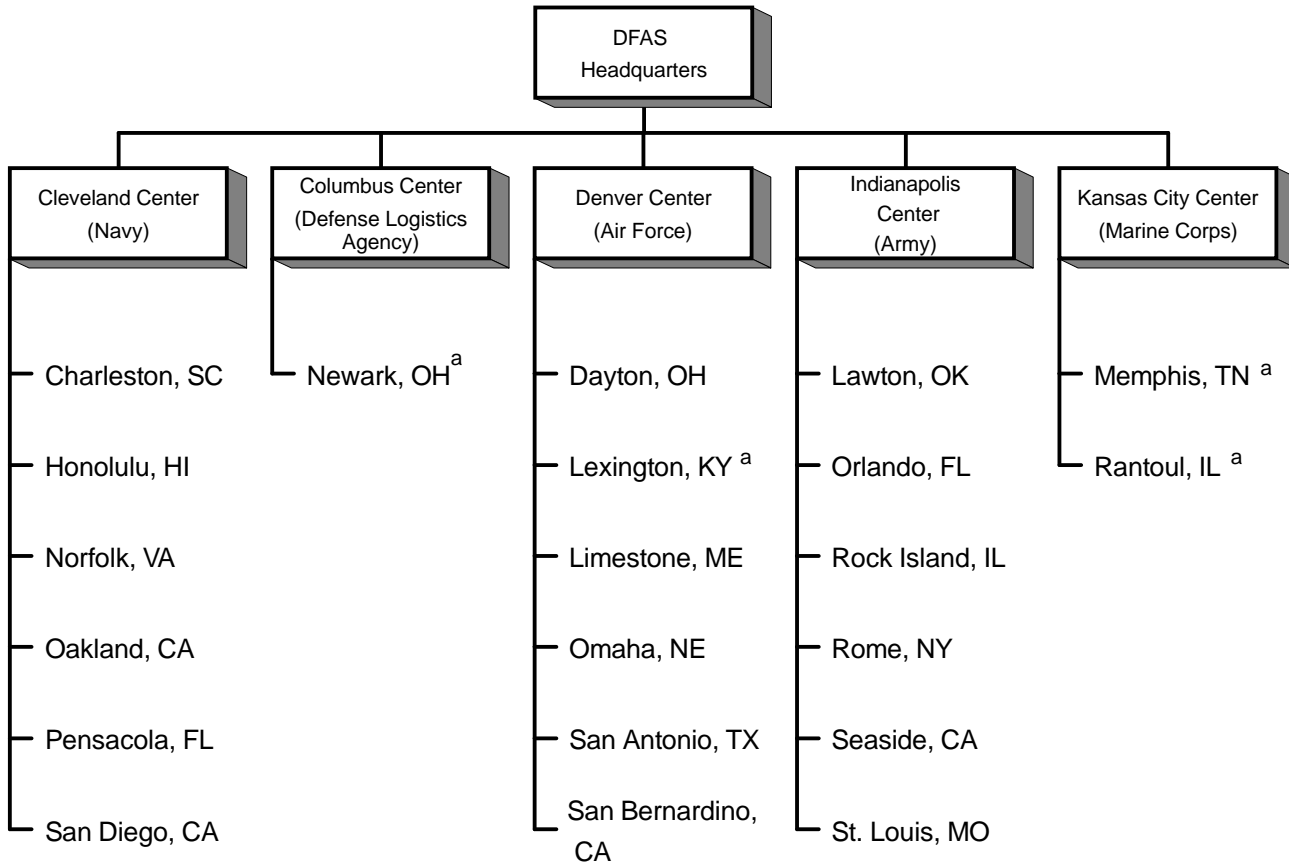 DFAS
Headquarters
Cleveland Center
(Navy)
Columbus Center
(Defense Logistics
Agency)
Denver Center
(Air Force)
Indianapolis
Center
(Army)
Kansas City Center
(Marine Corps)
Charleston, SC
Honolulu, HI
Norfolk, VA
Oakland, CA
Pensacola, FL
San Diego, CA
Newark, OH a
Dayton, OH
Lexington, KY a
Limestone, ME
Omaha, NE
San Antonio, TX
San Bernardino,
CA
Lawton, OK
Orlando, FL
Rock Island, IL
Rome, NY
Seaside, CA
St. Louis, MO
Memphis, TN a
Rantoul, IL a